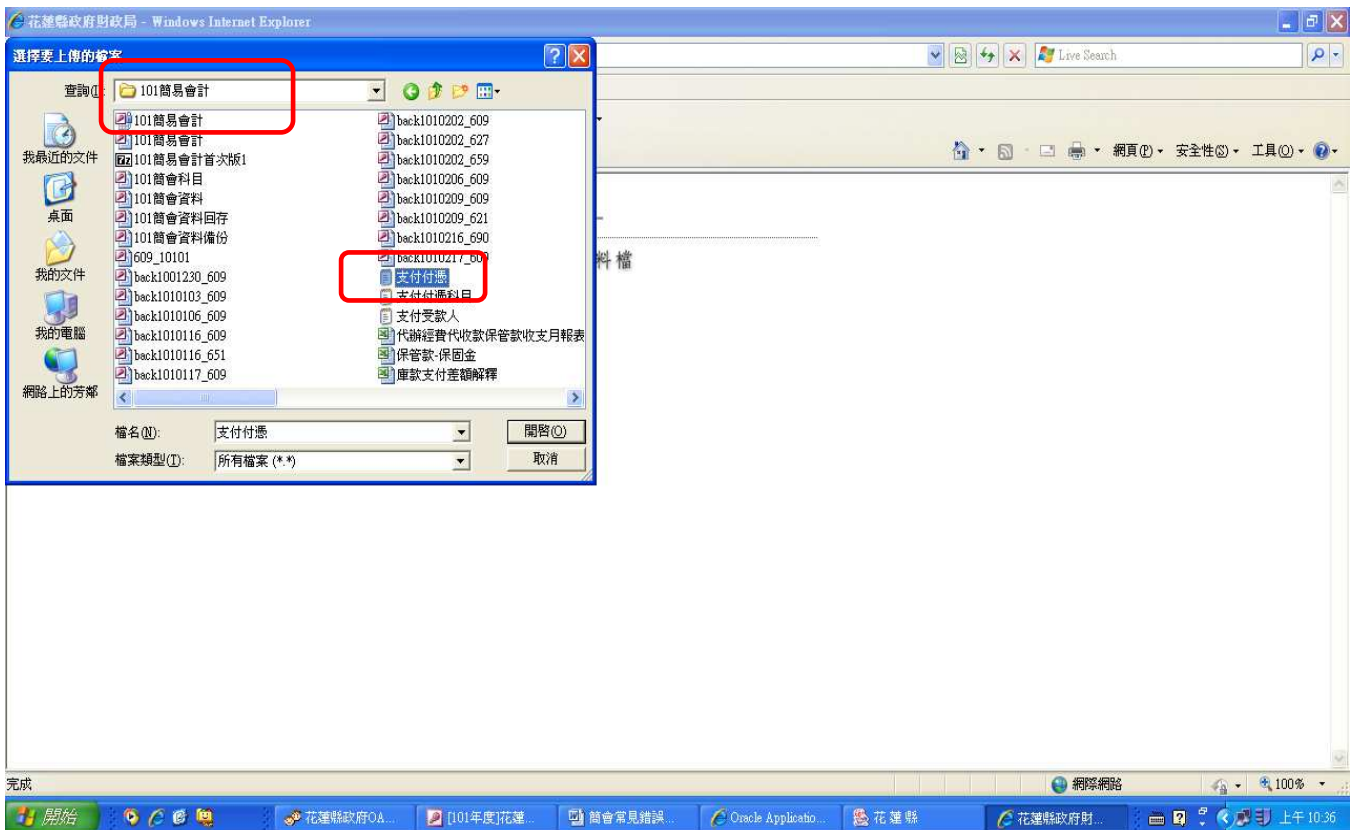 花蓮縣政府財政局 - Windows Internet Explorer
選擇要上傳的檔案
Live Search
查詢(I):
101簡易會計
我最近的文件
桌面
我的文件
我的電腦
網路上的芳鄰
101簡易會計
101簡易會計
101簡易會計首次版1
101簡會科目
101簡會資料
101簡會資料回存
101簡會資料備份
609_10101
back1001230_609
back1010103_609
back1010106_609
back1010116_609
back1010116_651
back1010117_609
back1010202_609
back1010202_627
back1010202_659
back1010206_609
back1010209_609
back1010209_621
back1010216_690
back1010217_609
支付付憑
支付付憑科目
支付受款人
代辦經費代收款保管款收支月報表
保管款-保固金
庫款支付差額解釋
檔名(N):
支付付憑
開啓(O)
檔案類型(T):
所有檔案 (*.*)
取消
網頁(P)
安全性(S)
工具(O)
料檔
完成
網際網路
100%
開始
花蓮縣政府OA...
[101年度]花蓮...
簡會常見錯誤...
Oracle Applicatio...
花蓮縣
花蓮縣政府財...
上午 10:36